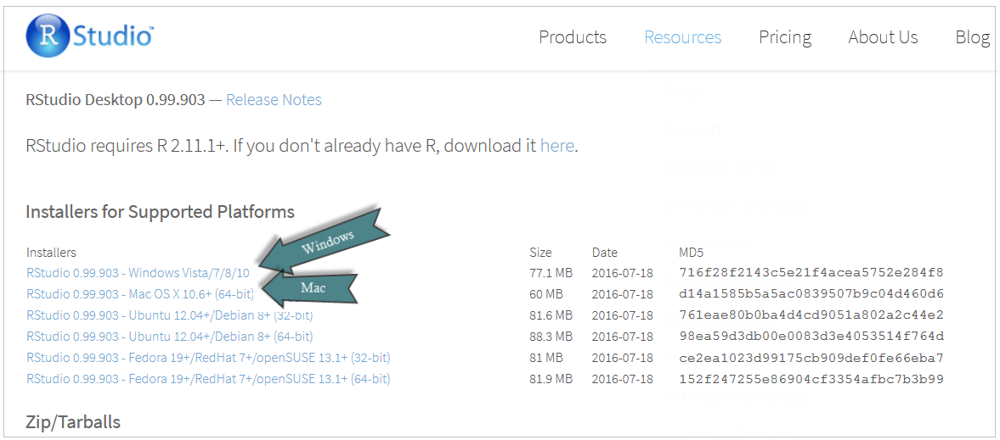 R Studio™
Products Resources Pricing About Us Blog
RStudio Desktop 0.99.903 — Release Notes
RStudio requires R 2.11.1+. If you don't already have R, download it here.
Installers for Supported Platforms
Windows
Installers Size Date MD5
RStudio 0.99.903 - Windows Vista/7/8/10 77.1 MB 2016-07-18 716f28f2143c5e21f4acea5752e284f8
Mac
RStudio 0.99.903 - Mac OS X 10.6+ (64-bit) 60 MB 2016-07-18 d14a1585b5a5ac0839507b9c04d460d6
RStudio 0.99.903 - Ubuntu 12.04+/Debian 8+ (32-bit) 81.6 MB 2016-07-18 761eae80b0ba4d4cd9051a802a2c44e2
RStudio 0.99.903 - Ubuntu 12.04+/Debian 8+ (64-bit) 88.3 MB 2016-07-18 98ea59d3db00e0083d3e4053514f764d
RStudio 0.99.903 - Fedora 19+/RedHat 7+/openSUSE 13.1+ (32-bit) 81 MB 2016-07-18 ce2ea1023d99175cb909def0fe66eba7
RStudio 0.99.903 - Fedora 19+/RedHat 7+/openSUSE 13.1+ (64-bit) 81.9 MB 2016-07-18 152f247255e86904cf3354afbc7b3b99
Zip/Tarballs